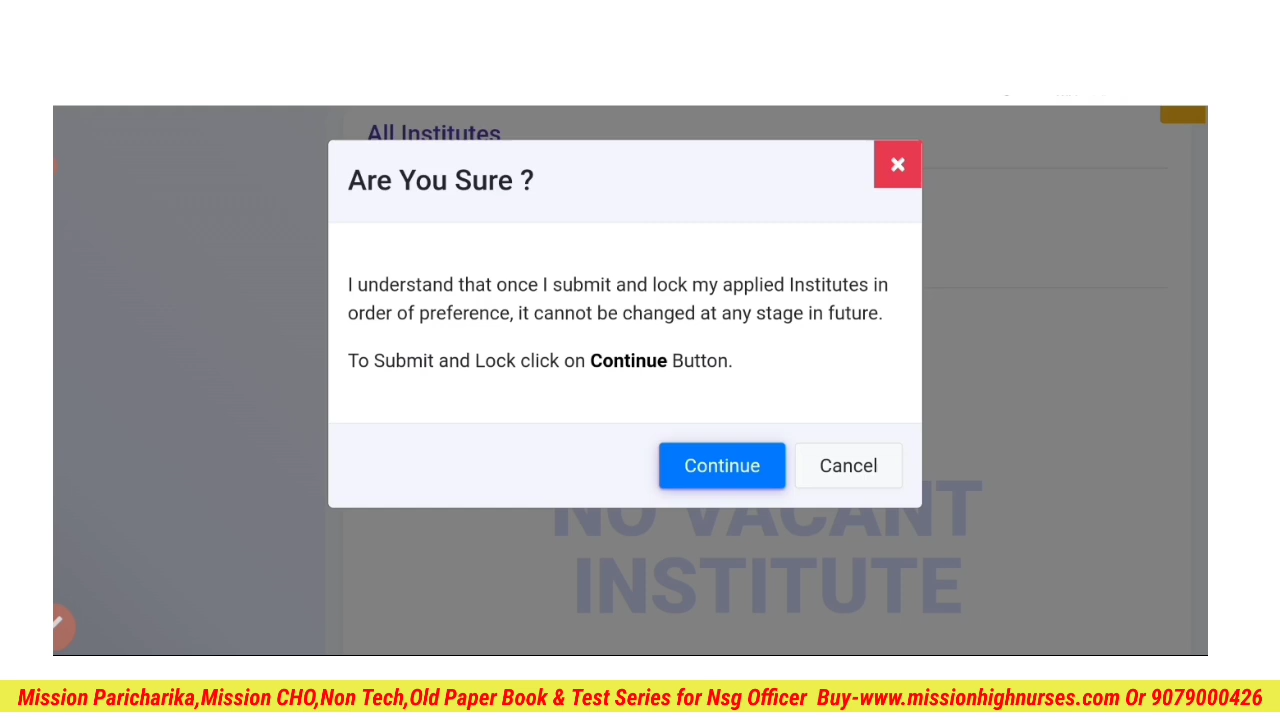 All Institutes
Are You Sure ?
I understand that once I submit and lock my applied Institutes in
order of preference, it cannot be changed at any stage in future.
To Submit and Lock click on Continue Button.
Continue Cancel
NO VACANT
INSTITUTE
Mission Paricharika,Mission CHO,Non Tech,Old Paper Book & Test Series for Nsg Officer Buy-www.missionhighnurses.com Or 9079000426